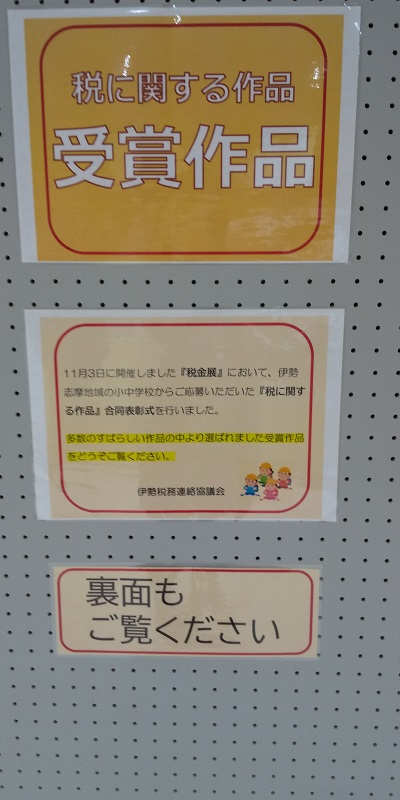 税に関する作品
受賞作品
11月3日に開催しました『税金展』において、伊勢
志摩地域の小中学校からご応募いただいた『税に関す
る作品』合同表彰式を行いました。
多数のすばらしい作品の中より選ばれました受賞作品
をどうぞご覧ください。
伊勢税務連絡協議会
裏面も
ご覧ください